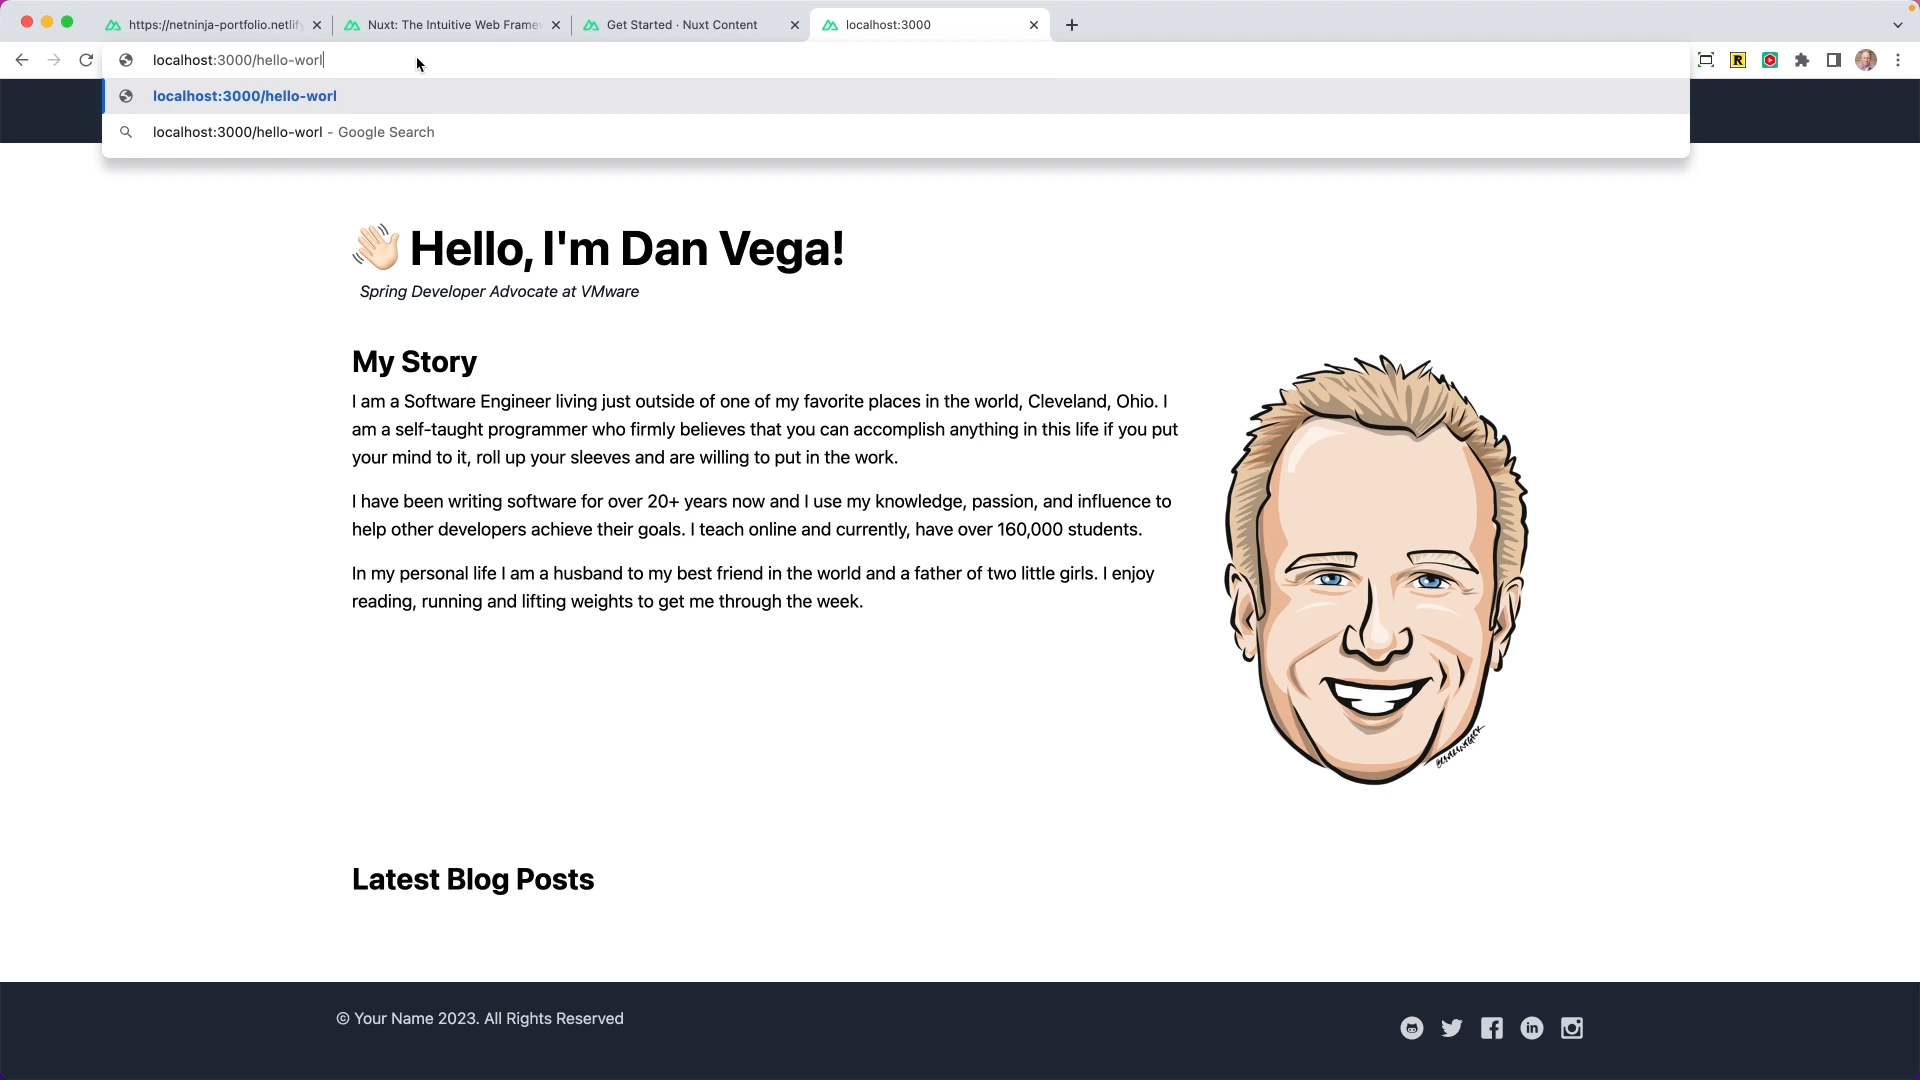 https://netninja-portfolio.netlify
Nuxt: The Intuitive Web Frame
Get Started · Nuxt Content
localhost:3000
localhost:3000/hello-worl
localhost:3000/hello-worl
localhost:3000/hello-worl - Google Search
Hello, I'm Dan Vega!
Spring Developer Advocate at VMware
My Story
I am a Software Engineer living just outside of one of my favorite places in the world, Cleveland, Ohio. I
am a self-taught programmer who firmly believes that you can accomplish anything in this life if you put
your mind to it, roll up your sleeves and are willing to put in the work.
I have been writing software for over 20+ years now and I use my knowledge, passion, and influence to
help other developers achieve their goals. I teach online and currently, have over 160,000 students.
In my personal life I am a husband to my best friend in the world and a father of two little girls. I enjoy
reading, running and lifting weights to get me through the week.
Latest Blog Posts
© Your Name 2023. All Rights Reserved